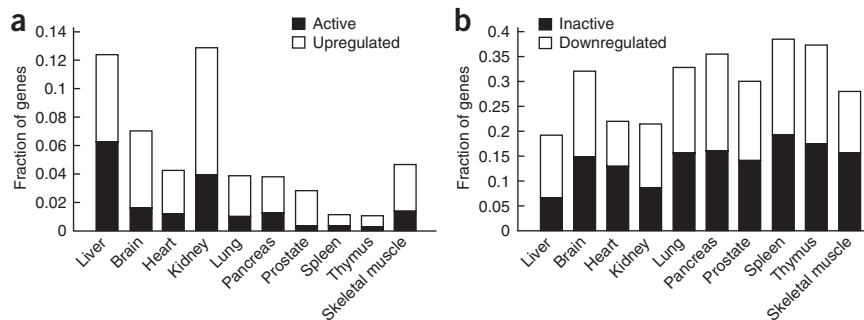 a
Active
Upregulated
Fraction of genes
0.14
0.12
0.1
0.08
0.06
0.04
0.02
0
Liver
Brain
Heart
Kidney
Lung
Pancreas
Prostate
Spleen
Thymus
Skeletal muscle
b
Inactive
Downregulated
Fraction of genes
0.4
0.35
0.3
0.25
0.2
0.15
0.1
0.05
0
Liver
Brain
Heart
Kidney
Lung
Pancreas
Prostate
Spleen
Thymus
Skeletal muscle